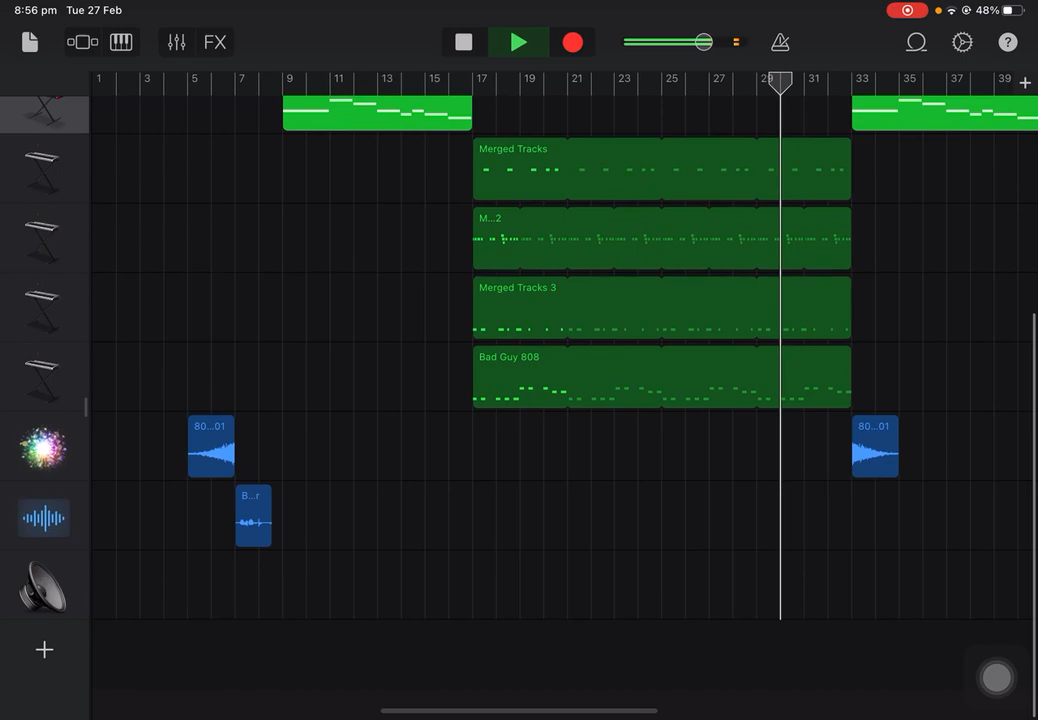 8:56 pm Tue 27 Feb 48%
FX
1 3 5 7 9 11 13 15 17 19 21 23 25 27 29 31 33 35 37 39
Merged Tracks
M...2
Merged Tracks 3
Bad Guy 808
80...01 80...01
B...r